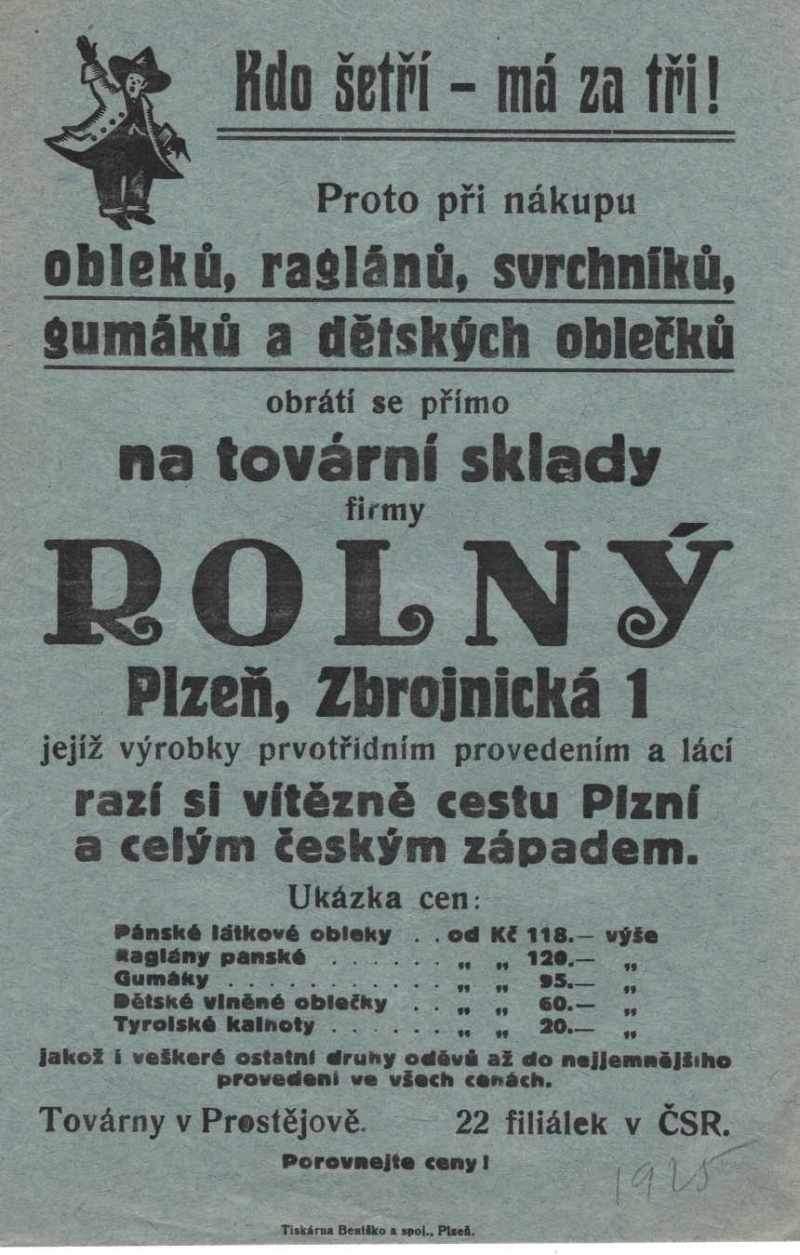 Kdo šetří - má za tři!
Proto při nákupu
obleků, raglánů, svrchníků,
gumáků a dětských oblečků
obrátí se přímo
na tovární sklady
firmy
ROLNÝ
Plzeň, Zbrojnická 1
jejíž výrobky prvotřidním provedením a lácí
razí si vítězně cestu Plzní
a celým českým západem.
Ukázka cen:
Pánské látkové obleky . . od Kč 118.— výše
Raglány panské . . . . . . „ „ 120.— „
Gumáky . . . . . . . . . . . „ „ 95.— „
Dětské vlněné oblečky . . „ „ 60.— „
Tyrolské kalhoty . . . . . . „ „ 20.— „
jakož i veškeré ostatní druhy oděvů až do nejjemnějšího
provedení ve všech cenách.
Továrny v Prostějově. 22 filiálek v ČSR.
Porovnejte ceny!
1925
Tiskárna Beniško a spol., Plzeň.